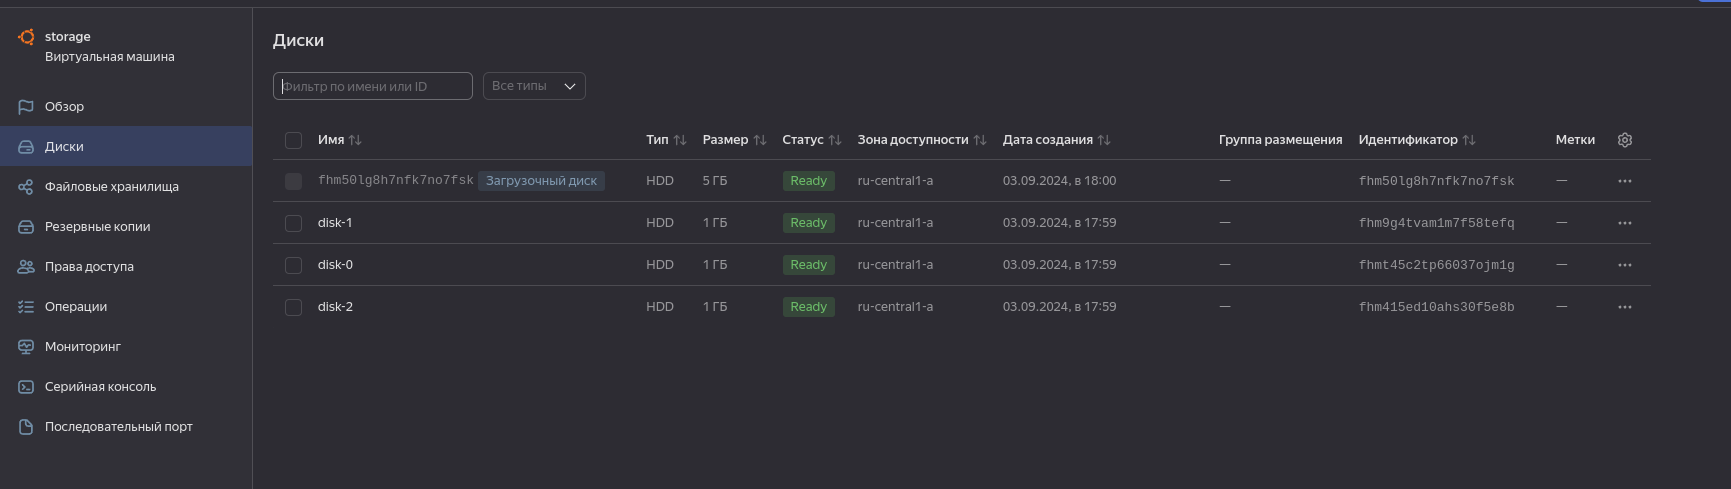 storage
Виртуальная машина
Обзор
Диски
Файловые хранилища
Резервные копии
Права доступа
Операции
Мониторинг
Серийная консоль
Последовательный порт
Диски
Фильтр по имени или ID Все типы
Имя Тип Размер Статус Зона доступности Дата создания Группа размещения Идентификатор Метки
fhm50lg8h7nfk7no7fsk Загрузочный диск HDD 5 ГБ Ready ru-central1-a 03.09.2024, в 18:00 — fhm50lg8h7nfk7no7fsk —
disk-1 HDD 1 ГБ Ready ru-central1-a 03.09.2024, в 17:59 — fhm9g4tvam1m7f58tefq —
disk-0 HDD 1 ГБ Ready ru-central1-a 03.09.2024, в 17:59 — fhmt45c2tp66037ojm1g —
disk-2 HDD 1 ГБ Ready ru-central1-a 03.09.2024, в 17:59 — fhm415ed10ahs30f5e8b —